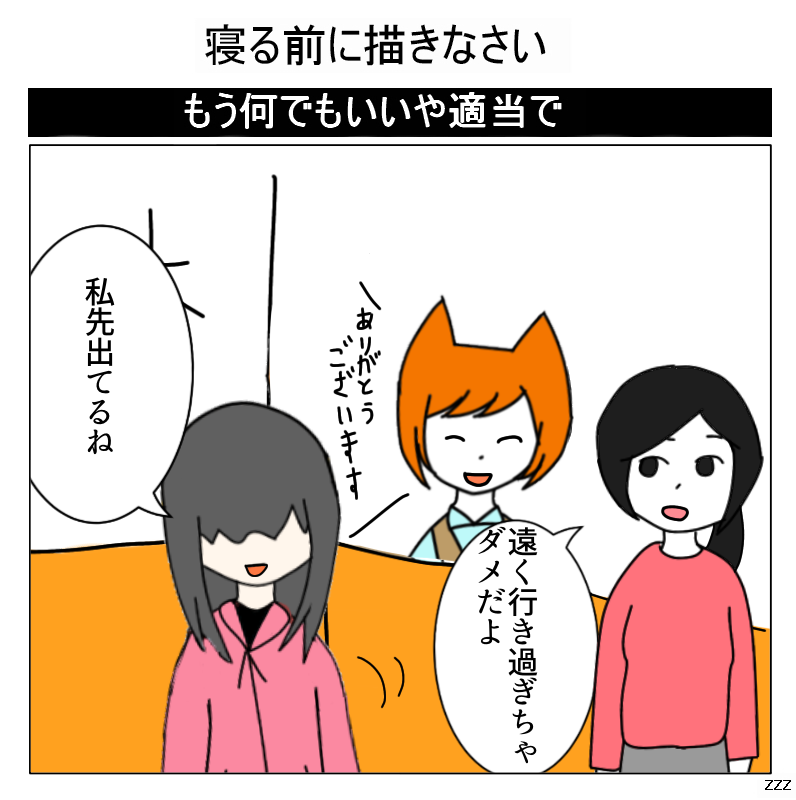 寝る前に描きなさい
もう何でもいいや適当で
遠く行き過ぎちゃ
ダメだよ
ありがとう
ございます
私先出てるね
zzz